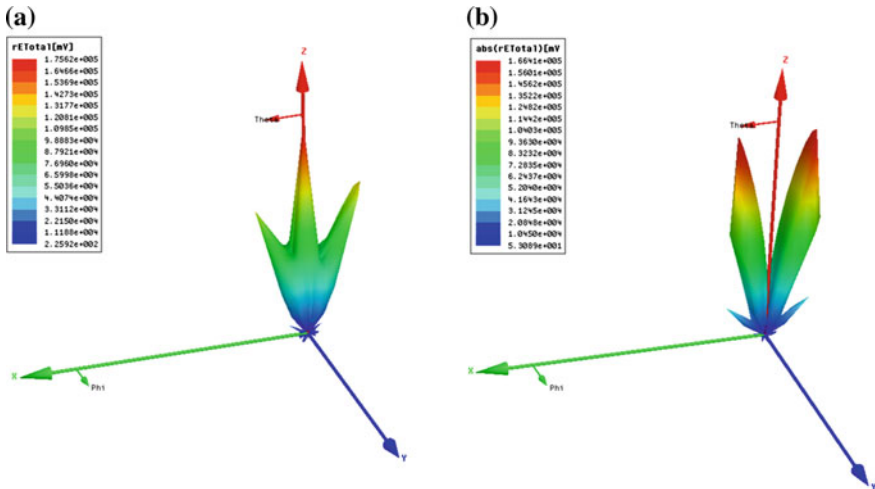 (a)
rETotal[mV]
1.7562e+005
1.6466e+005
1.5369e+005
1.4273e+005
1.3177e+005
1.2081e+005
1.0985e+005
9.8883e+004
8.7921e+004
7.6960e+004
6.5998e+004
5.5036e+004
4.4074e+004
3.3112e+004
2.2150e+004
1.1188e+004
2.2592e+002
Z
Theta
X
Phi
Y
(b)
abs(rETotal)[mV]
1.6641e+005
1.5601e+005
1.4562e+005
1.3522e+005
1.2482e+005
1.1442e+005
1.0403e+005
9.3630e+004
8.3232e+004
7.2835e+004
6.2437e+004
5.2040e+004
4.1643e+004
3.1245e+004
2.0848e+004
1.0450e+004
5.3089e+001
Z
Theta
X
Phi
Y